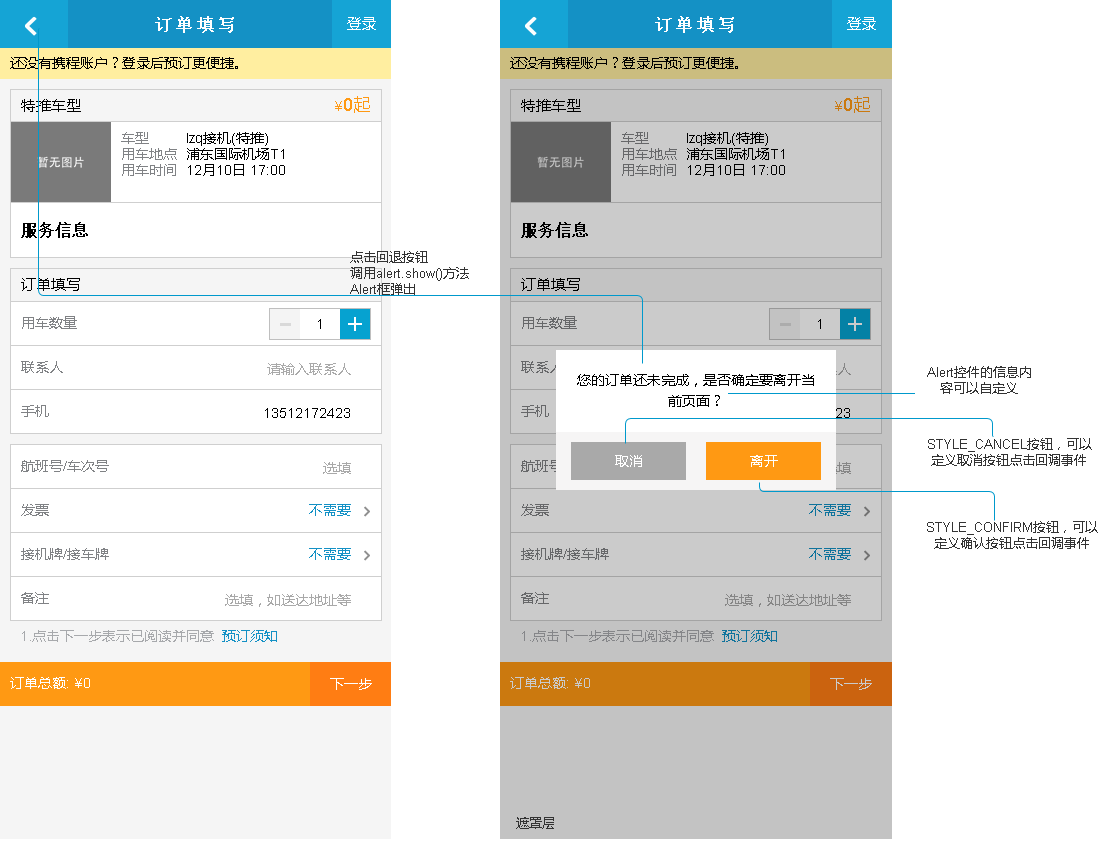 订单填写
登录
还没有携程账户？登录后预订更便捷。
特推车型
¥0起
暂无图片
车型 lzq接机(特推)
用车地点 浦东国际机场T1
用车时间 12月10日 17:00
服务信息
订单填写
用车数量
1
联系人
请输入联系人
手机
13512172423
航班号/车次号
选填
发票
不需要
接机牌/接车牌
不需要
备注
选填，如送达地址等
1.点击下一步表示已阅读并同意 预订须知
订单总额: ¥0
下一步
点击回退按钮
调用alert.show()方法
Alert框弹出
订单填写
登录
还没有携程账户？登录后预订更便捷。
特推车型
¥0起
暂无图片
车型 lzq接机(特推)
用车地点 浦东国际机场T1
用车时间 12月10日 17:00
服务信息
订单填写
用车数量
1
联系人
人
您的订单还未完成，是否确定要离开当
前页面？
手机
23
取消
离开
航班号
填
发票
不需要
接机牌/接车牌
不需要
备注
选填，如送达地址等
1.点击下一步表示已阅读并同意 预订须知
订单总额: ¥0
下一步
遮罩层
Alert控件的信息内
容可以自定义
STYLE_CANCEL按钮，可以
定义取消按钮点击回调事件
STYLE_CONFIRM按钮，可以
定义确认按钮点击回调事件